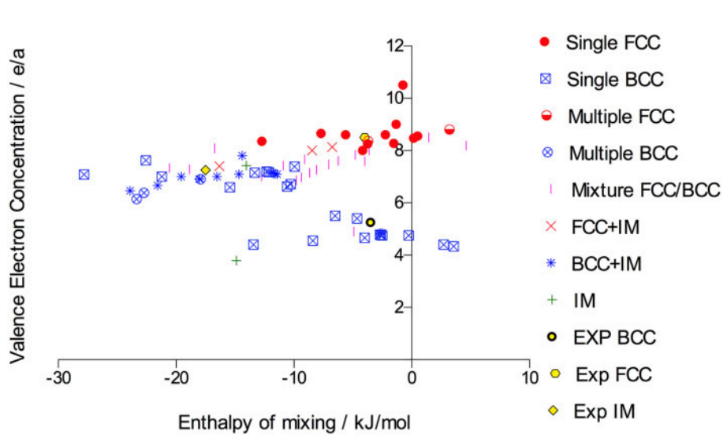 Valence Electron Concentration / e/a
12
10
8
6
4
2
-30
-20
-10
0
10
Enthalpy of mixing / kJ/mol
Single FCC
Single BCC
Multiple FCC
Multiple BCC
Mixture FCC/BCC
FCC+IM
BCC+IM
IM
EXP BCC
Exp FCC
Exp IM